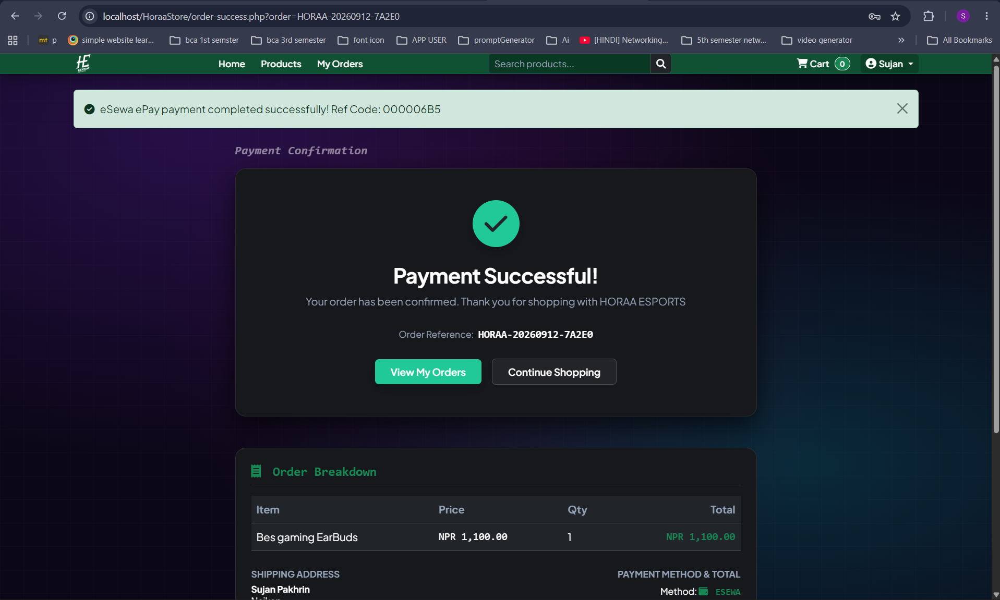 localhost/HoraaStore/order-success.php?order=HORAA-20260912-7A2E0
S
mt p
simple website lear...
bca 1st semster
bca 3rd semester
font icon
APP USER
promptGenerator
Ai
[HINDI] Networking...
5th semester netw...
video generator
All Bookmarks
HE
HORAA
Home
Products
My Orders
Search products...
Cart 0
Sujan
eSewa ePay payment completed successfully! Ref Code: 000006B5
Payment Confirmation
Payment Successful!
Your order has been confirmed. Thank you for shopping with HORAA ESPORTS
Order Reference: HORAA-20260912-7A2E0
View My Orders
Continue Shopping
Order Breakdown
Item Price Qty Total
Bes gaming EarBuds NPR 1,100.00 1 NPR 1,100.00
SHIPPING ADDRESS
Sujan Pakhrin
PAYMENT METHOD & TOTAL
Method: ESEWA